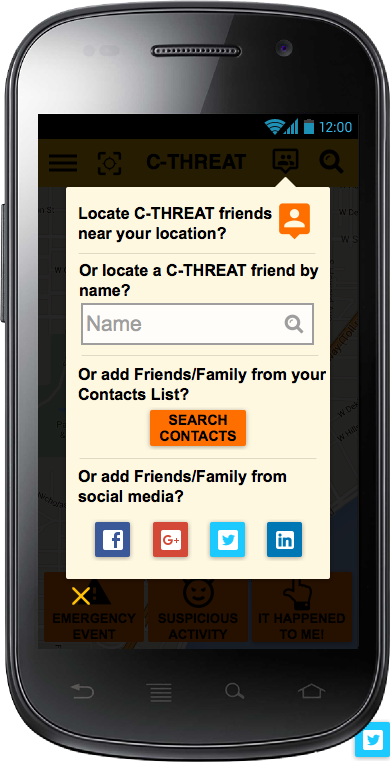 12:00
C-THREAT
Locate C-THREAT friends
near your location?
Or locate a C-THREAT friend by
name?
Name
Or add Friends/Family from your
Contacts List?
SEARCH
CONTACTS
Or add Friends/Family from
social media?
f G+ in
EMERGENCY
EVENT
SUSPICIOUS
ACTIVITY
IT HAPPENED
TO ME!